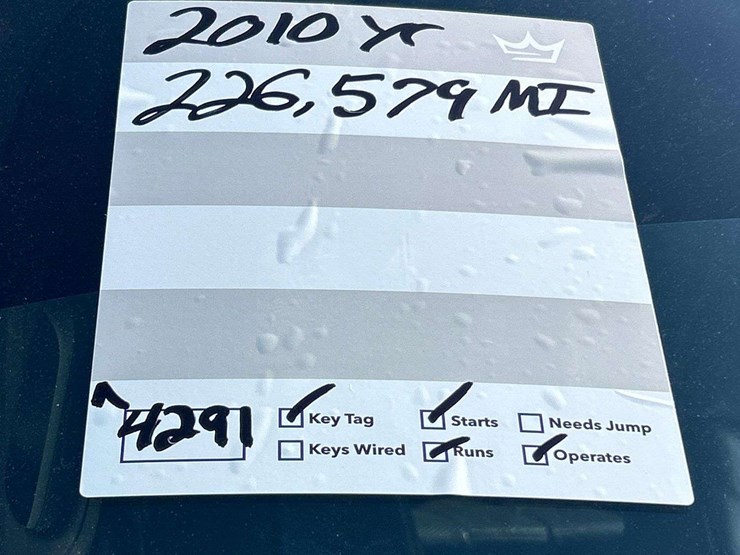 2010 yr
226,579 MI
4291
Key Tag Starts Needs Jump
Keys Wired Runs Operates